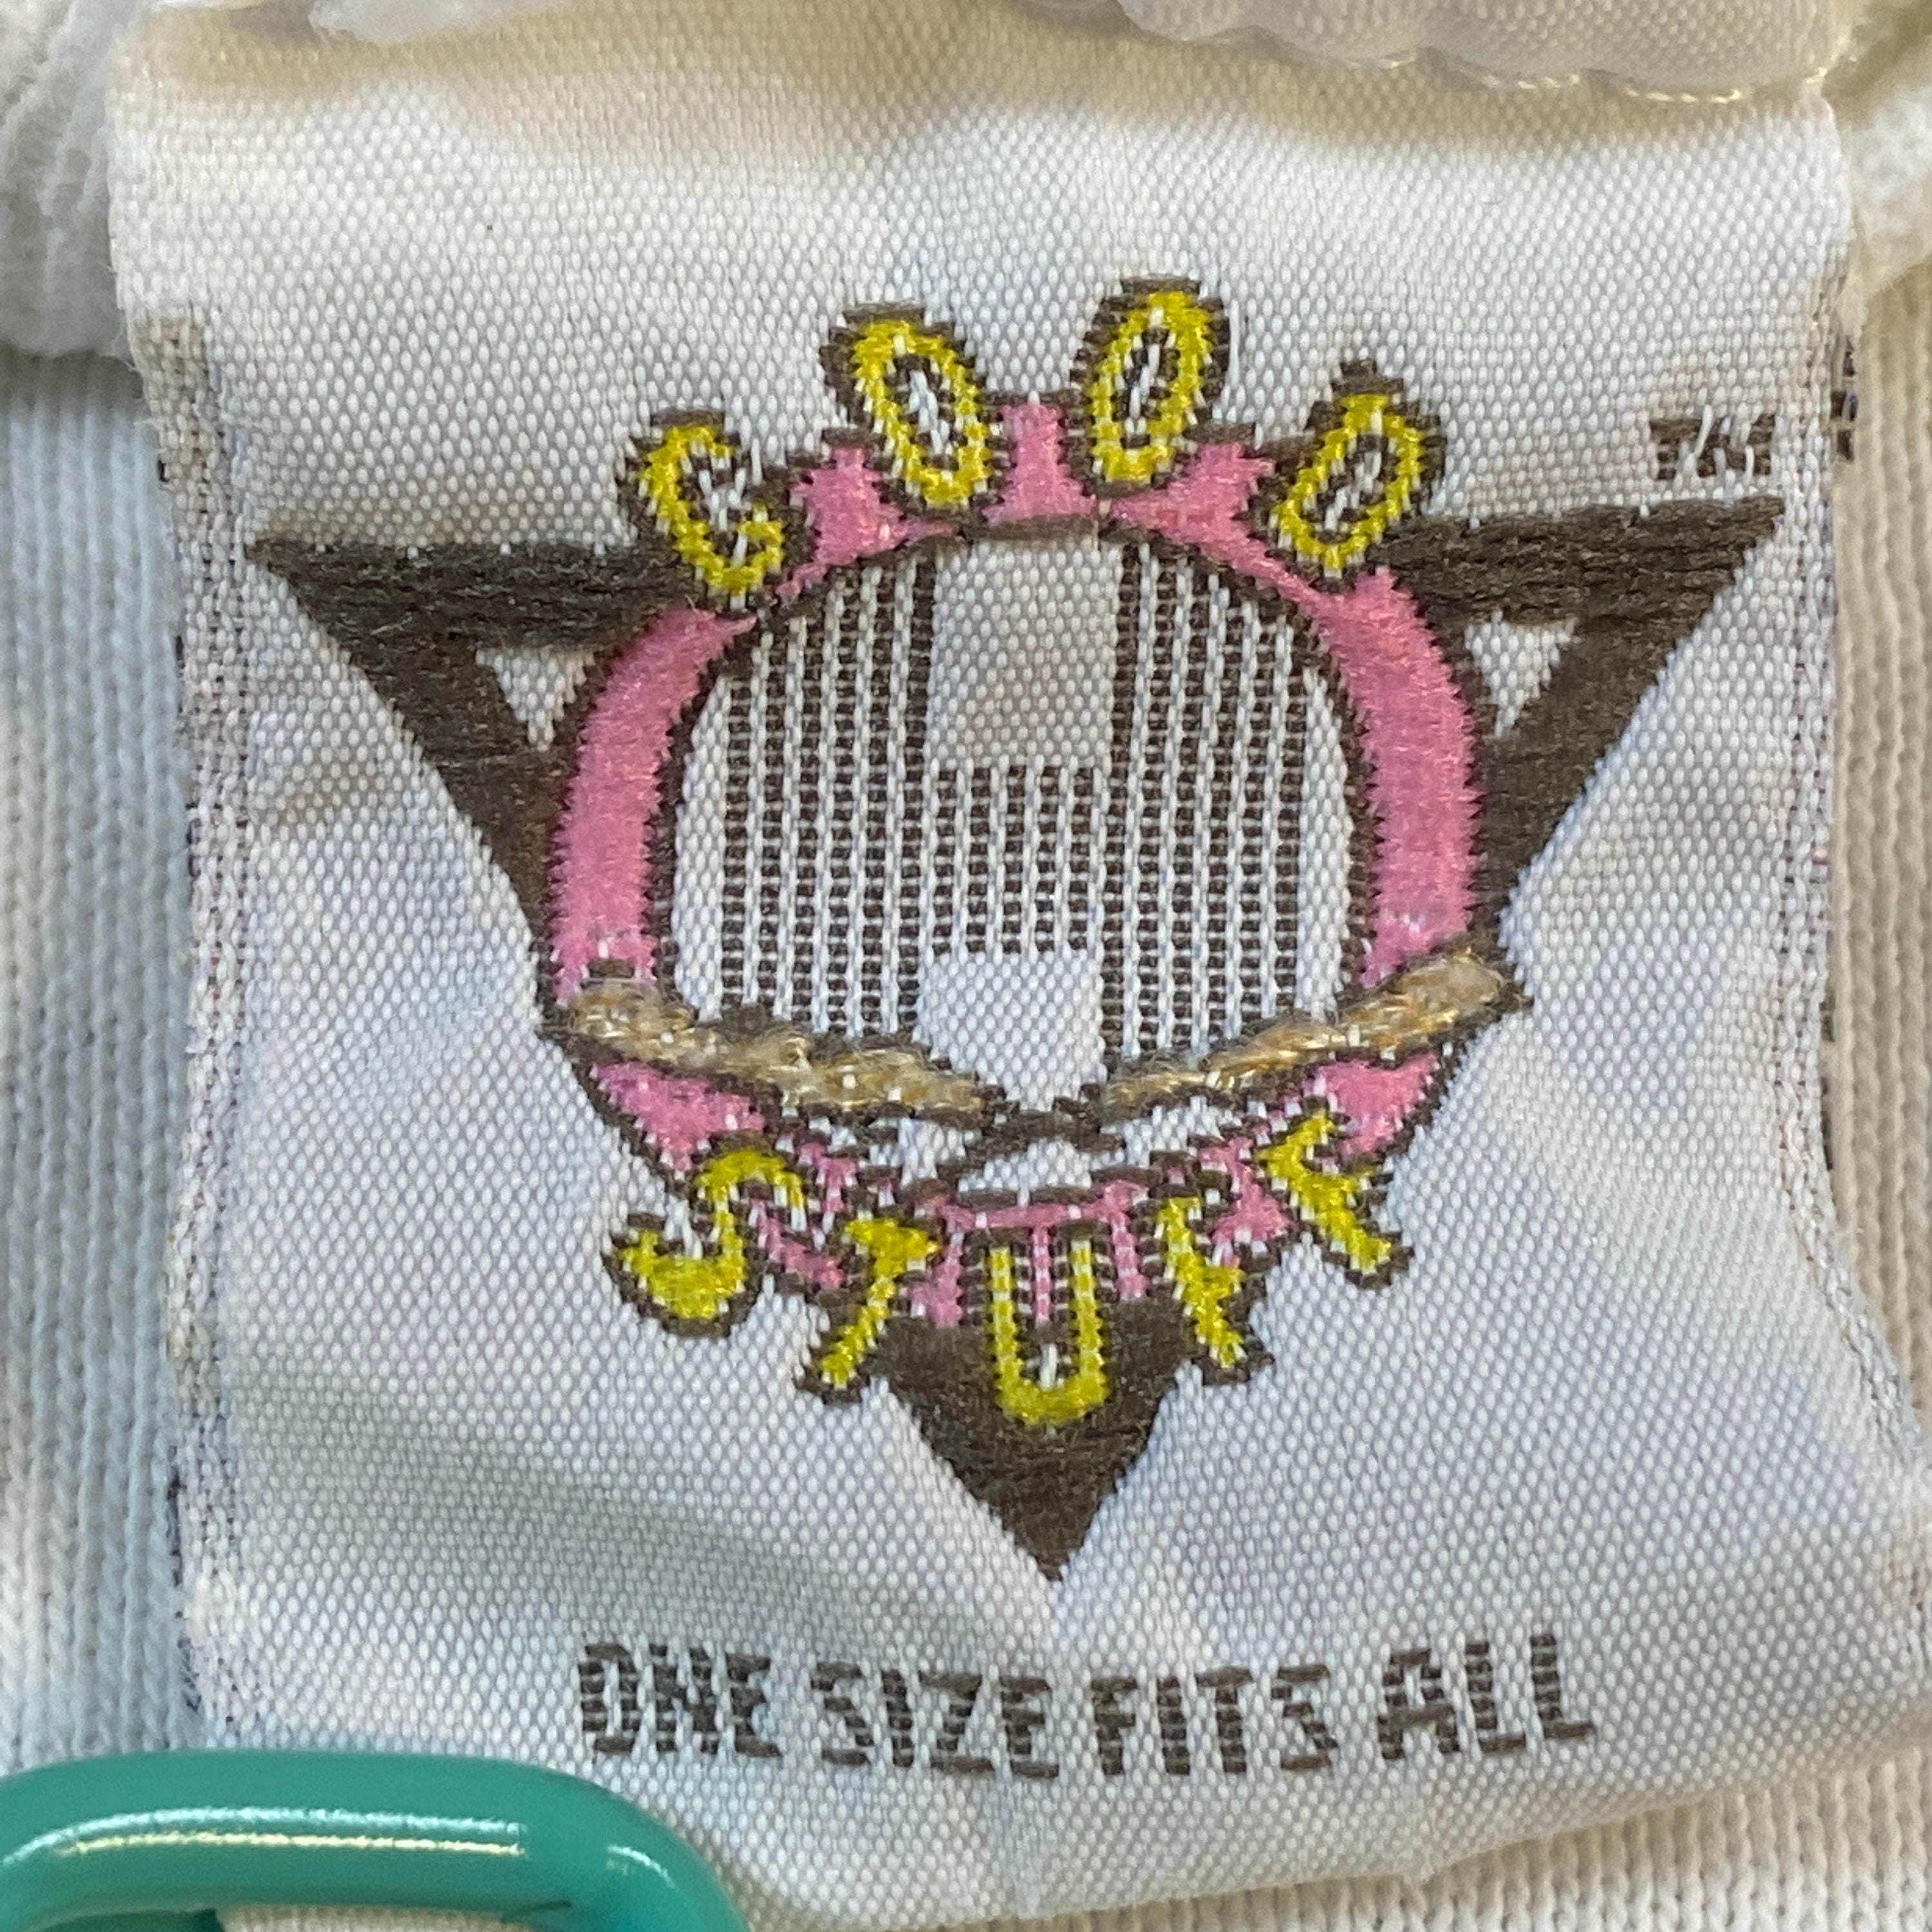 GOOD
™
STUFF
ONE SIZE FITS ALL